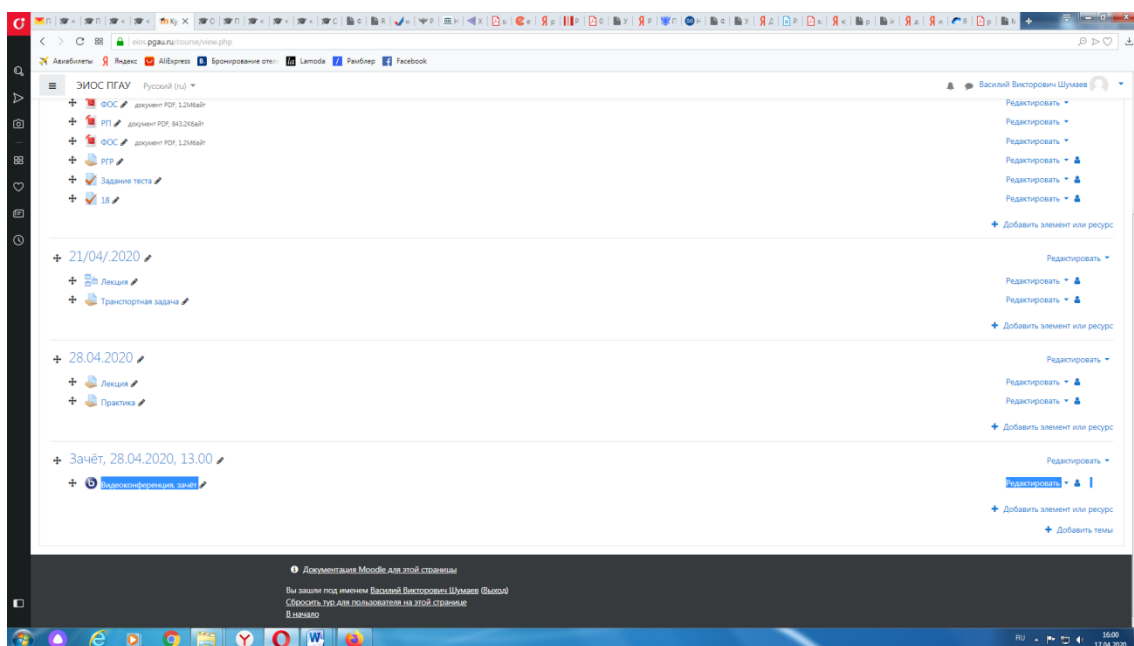 eios.pgau.ru/course/view.php
Авиабилеты Яндекс AliExpress Бронирование отел Lamoda Рамблер Facebook
ЭИОС ПГАУ Русский (ru) Василий Викторович Шумаев
ФОС документ PDF, 1.2Мбайт Редактировать
РП документ PDF, 843.2Кбайт Редактировать
ФОС документ PDF, 1.2Мбайт Редактировать
РГР Редактировать
Задание теста Редактировать
18 Редактировать
Добавить элемент или ресурс
21/04/.2020 Редактировать
Лекция Редактировать
Транспортная задача Редактировать
Добавить элемент или ресурс
28.04.2020 Редактировать
Лекция Редактировать
Практика Редактировать
Добавить элемент или ресурс
Зачёт, 28.04.2020, 13.00 Редактировать
Видеоконференция, зачёт Редактировать
Добавить элемент или ресурс
Добавить темы
Документация Moodle для этой страницы
Вы зашли под именем Василий Викторович Шумаев (Выход)
Сбросить тур для пользователя на этой странице
В начало
RU 16:00
17.04.2020